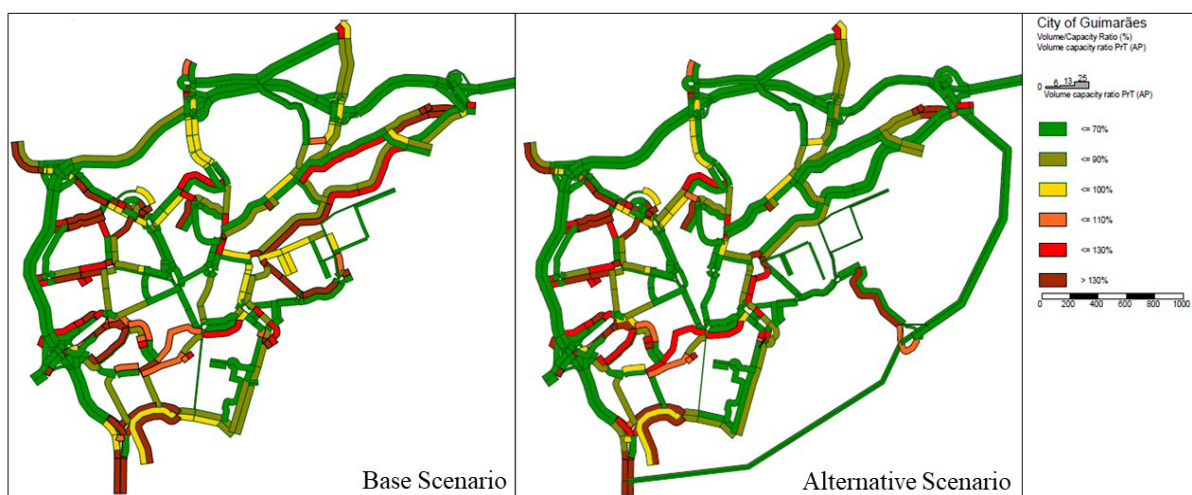 Base Scenario
Alternative Scenario
City of Guimarães
Volume/Capacity Ratio (%)
Volume capacity ratio PrT (AP)
0 6 13 25
Volume capacity ratio PrT (AP)
<= 70%
<= 90%
<= 100%
<= 110%
<= 130%
> 130%
0 200 400 600 800 1000